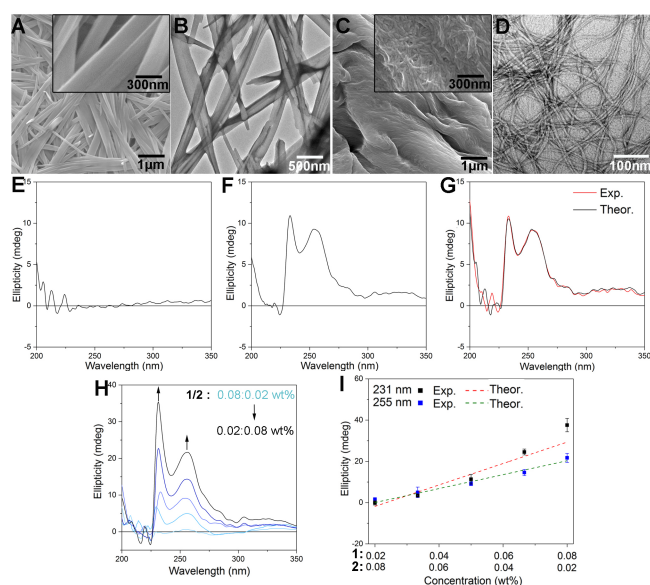 A
300nm
1µm
B
500nm
C
300nm
1µm
D
100nm
E
15
10
5
0
-5
Ellipticity (mdeg)
200 250 300 350
Wavelength (nm)
F
15
10
5
0
-5
Ellipticity (mdeg)
200 250 300 350
Wavelength (nm)
G
Exp.
Theor.
15
10
5
0
-5
Ellipticity (mdeg)
200 250 300 350
Wavelength (nm)
H
1/2 : 0.08:0.02 wt%
0.02:0.08 wt%
40
30
20
10
0
Ellipticity (mdeg)
200 250 300 350
Wavelength (nm)
I
231 nm Exp. Theor.
255 nm Exp. Theor.
60
40
20
0
-20
Ellipticity (mdeg)
1: 0.02 0.04 0.06 0.08
2: 0.08 0.06 0.04 0.02
Concentration (wt%)